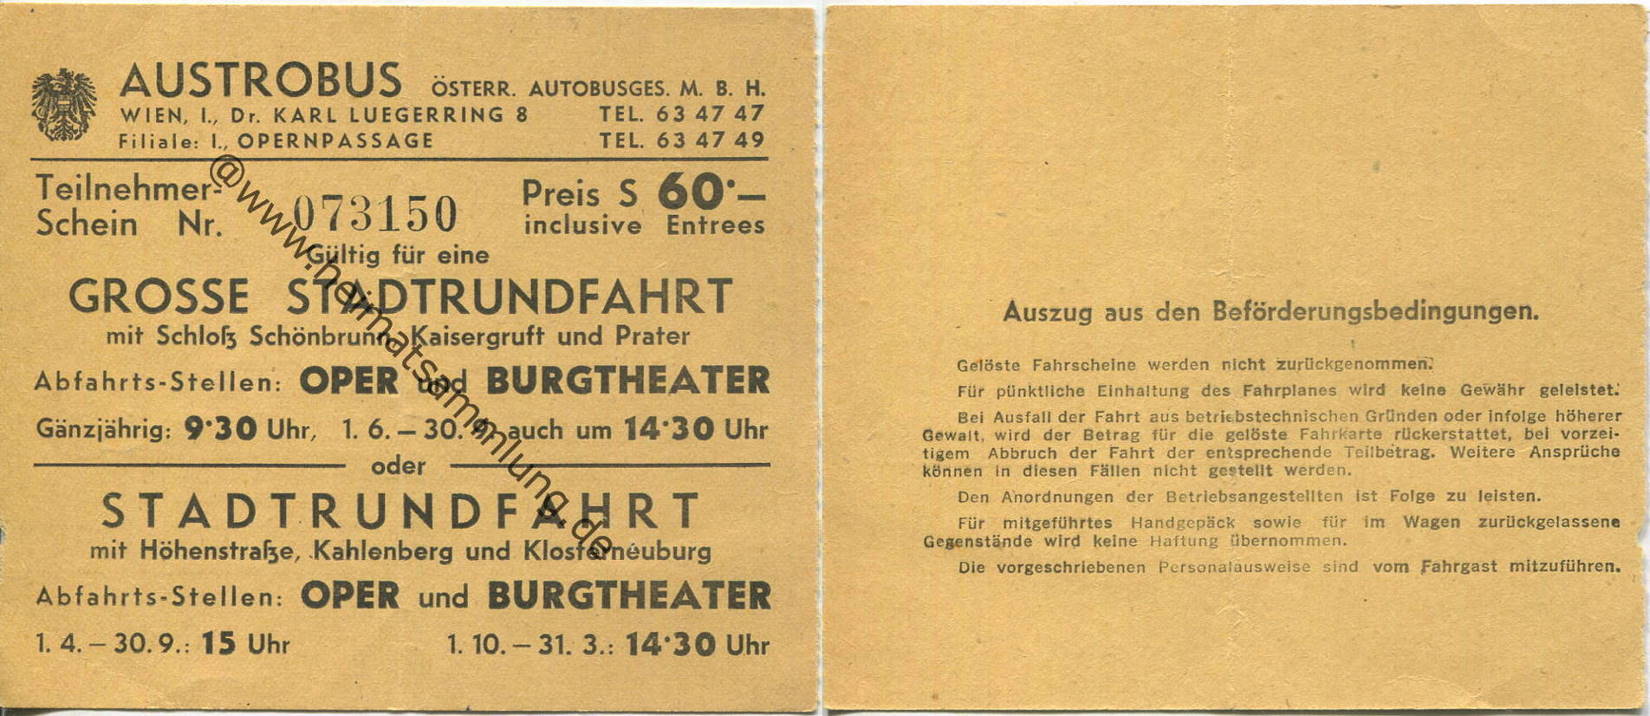 AUSTROBUS ÖSTERR. AUTOBUSGES. M. B. H.
WIEN, I., Dr. KARL LUEGERRING 8 TEL. 63 47 47
Filiale: I., OPERNPASSAGE TEL. 63 47 49
Teilnehmer-
Schein Nr. 073150
Preis S 60·—
inclusive Entrees
Gültig für eine
GROSSE STADTRUNDFAHRT
mit Schloß Schönbrunn, Kaisergruft und Prater
Abfahrts-Stellen: OPER und BURGTHEATER
Gänzjährig: 9·30 Uhr, 1. 6. — 30. 9. auch um 14·30 Uhr
oder
STADTRUNDFAHRT
mit Höhenstraße, Kahlenberg und Klosterneuburg
Abfahrts-Stellen: OPER und BURGTHEATER
1. 4. — 30. 9.: 15 Uhr 1. 10. — 31. 3.: 14·30 Uhr
@www.heimatsammlung.de
Auszug aus den Beförderungsbedingungen.
Gelöste Fahrscheine werden nicht zurückgenommen.
Für pünktliche Einhaltung des Fahrplanes wird keine Gewähr geleistet.
Bei Ausfall der Fahrt aus betriebstechnischen Gründen oder infolge höherer
Gewalt, wird der Betrag für die gelöste Fahrkarte rückerstattet, bei vorzei-
tigem Abbruch der Fahrt der entsprechende Teilbetrag. Weitere Ansprüche
können in diesen Fällen nicht gestellt werden.
Den Anordnungen der Betriebsangestellten ist Folge zu leisten.
Für mitgeführtes Handgepäck sowie für im Wagen zurückgelassene
Gegenstände wird keine Haftung übernommen.
Die vorgeschriebenen Personalausweise sind vom Fahrgast mitzuführen.